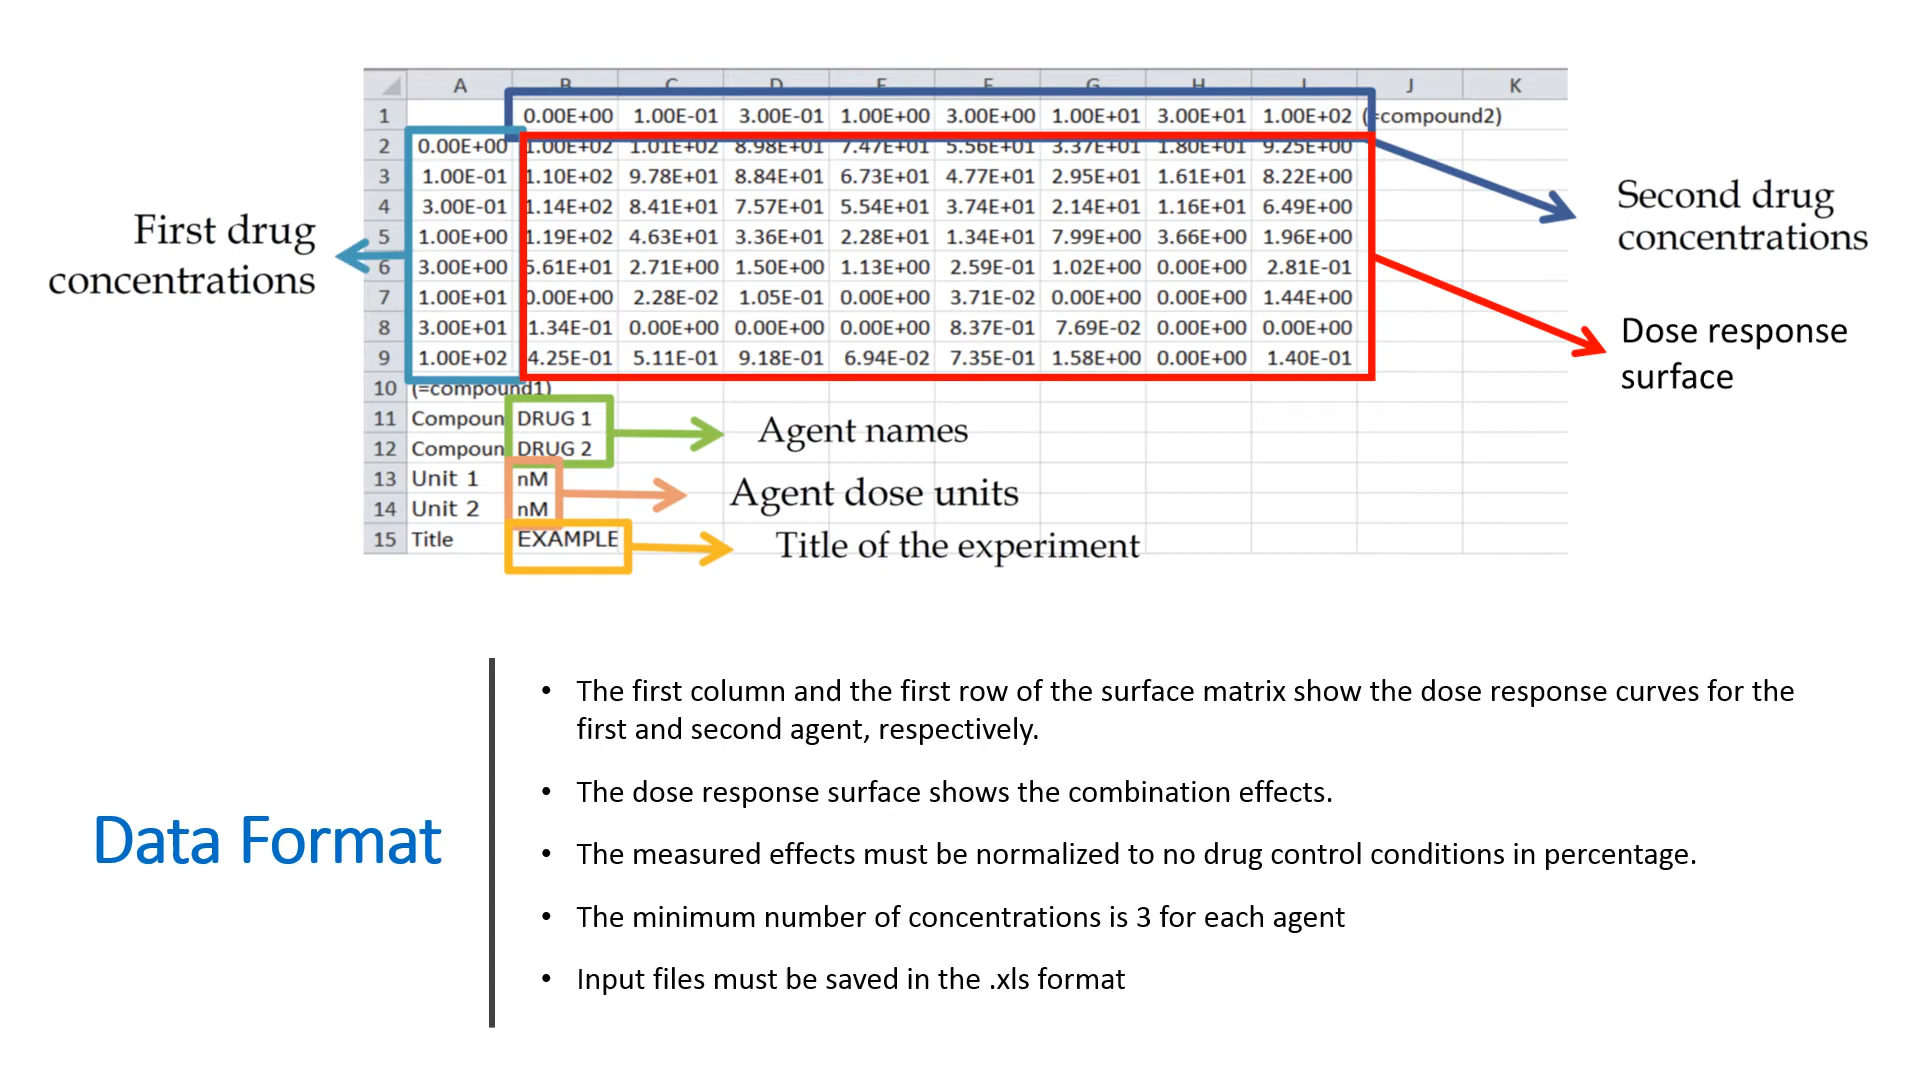 A B C D E F G H I J K
1 0.00E+00 1.00E-01 3.00E-01 1.00E+00 3.00E+00 1.00E+01 3.00E+01 1.00E+02 (=compound2)
2 0.00E+00 1.00E+02 1.01E+02 8.98E+01 7.47E+01 5.56E+01 3.37E+01 1.80E+01 9.25E+00
3 1.00E-01 1.10E+02 9.78E+01 8.84E+01 6.73E+01 4.77E+01 2.95E+01 1.61E+01 8.22E+00
4 3.00E-01 1.14E+02 8.41E+01 7.57E+01 5.54E+01 3.74E+01 2.14E+01 1.16E+01 6.49E+00
5 1.00E+00 1.19E+02 4.63E+01 3.36E+01 2.28E+01 1.34E+01 7.99E+00 3.66E+00 1.96E+00
6 3.00E+00 5.61E+01 2.71E+00 1.50E+00 1.13E+00 2.59E-01 1.02E+00 0.00E+00 2.81E-01
7 1.00E+01 0.00E+00 2.28E-02 1.05E-01 0.00E+00 3.71E-02 0.00E+00 0.00E+00 1.44E+00
8 3.00E+01 1.34E-01 0.00E+00 0.00E+00 0.00E+00 8.37E-01 7.69E-02 0.00E+00 0.00E+00
9 1.00E+02 4.25E-01 5.11E-01 9.18E-01 6.94E-02 7.35E-01 1.58E+00 0.00E+00 1.40E-01
10 (=compound1)
11 Compoun DRUG 1
12 Compoun DRUG 2
13 Unit 1 nM
14 Unit 2 nM
15 Title EXAMPLE
First drug
concentrations
Second drug
concentrations
Dose response
surface
Agent names
Agent dose units
Title of the experiment
Data Format
• The first column and the first row of the surface matrix show the dose response curves for the
first and second agent, respectively.
• The dose response surface shows the combination effects.
• The measured effects must be normalized to no drug control conditions in percentage.
• The minimum number of concentrations is 3 for each agent
• Input files must be saved in the .xls format